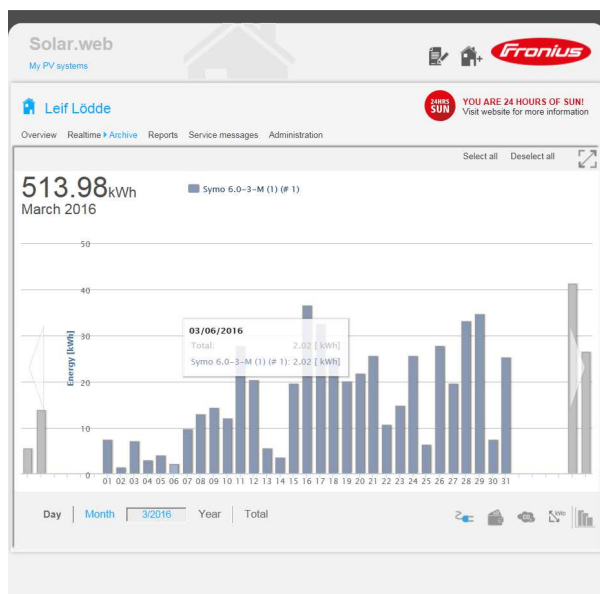 Solar.web
My PV systems
Fronius
Leif Lödde
24HRS
SUN
YOU ARE 24 HOURS OF SUN!
Visit website for more information
Overview Realtime Archive Reports Service messages Administration
Select all Deselect all
513.98kWh
March 2016
Symo 6.0-3-M (1) (# 1)
50
40
30
20
10
0
Energy [kWh]
03/06/2016
Total: 2.02 [ kWh]
Symo 6.0-3-M (1) (# 1): 2.02 [ kWh]
01 02 03 04 05 06 07 08 09 10 11 12 13 14 15 16 17 18 19 20 21 22 23 24 25 26 27 28 29 30 31
Day Month 3/2016 Year Total